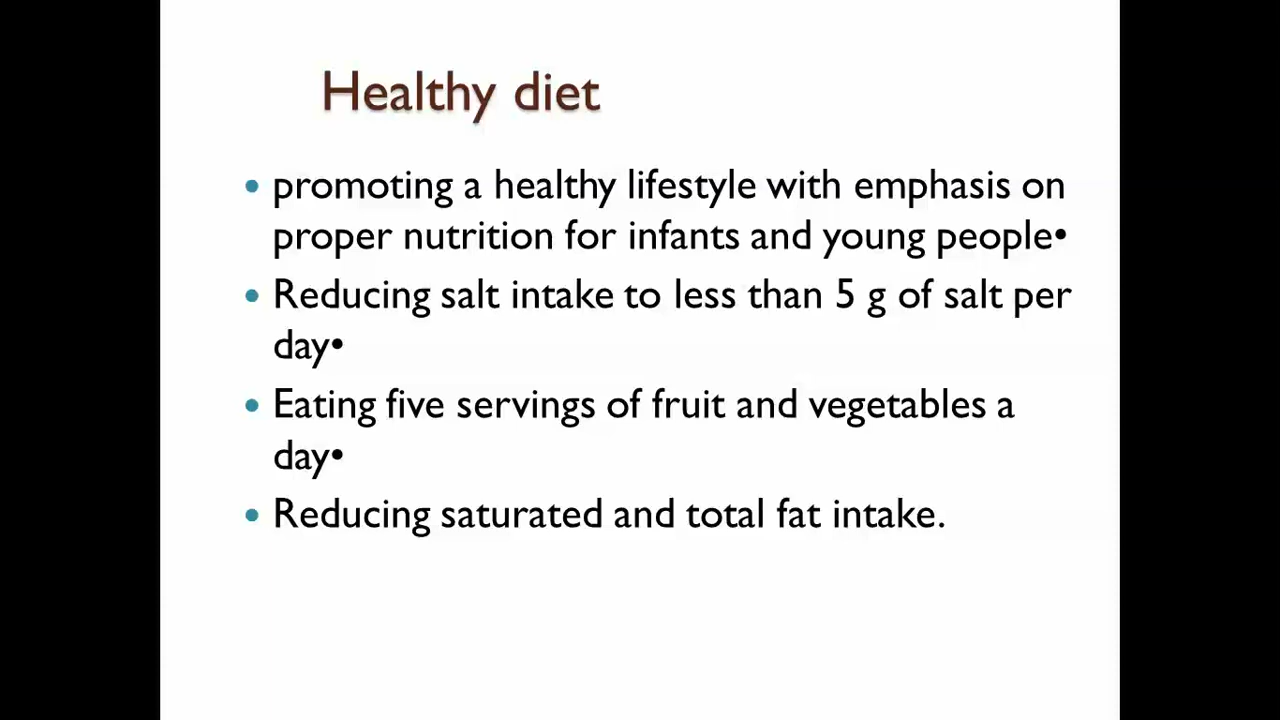 Healthy diet
• promoting a healthy lifestyle with emphasis on
proper nutrition for infants and young people•
• Reducing salt intake to less than 5 g of salt per
day•
• Eating five servings of fruit and vegetables a
day•
• Reducing saturated and total fat intake.